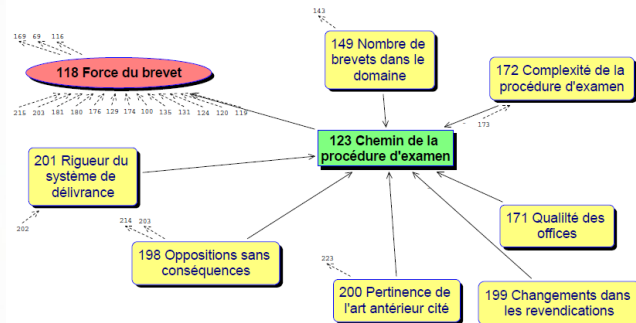 143
169 69 116
149 Nombre de
brevets dans le
domaine
118 Force du brevet
172 Complexité de la
procédure d'examen
215 203 181 180 176 129 174 100 135 131 124 120 119
173
123 Chemin de la
procédure d'examen
201 Rigueur du
système de
délivrance
171 Qualilté des
offices
202
214 203
198 Oppositions sans
conséquences
223
200 Pertinence de
l'art antérieur cité
199 Changements dans
les revendications